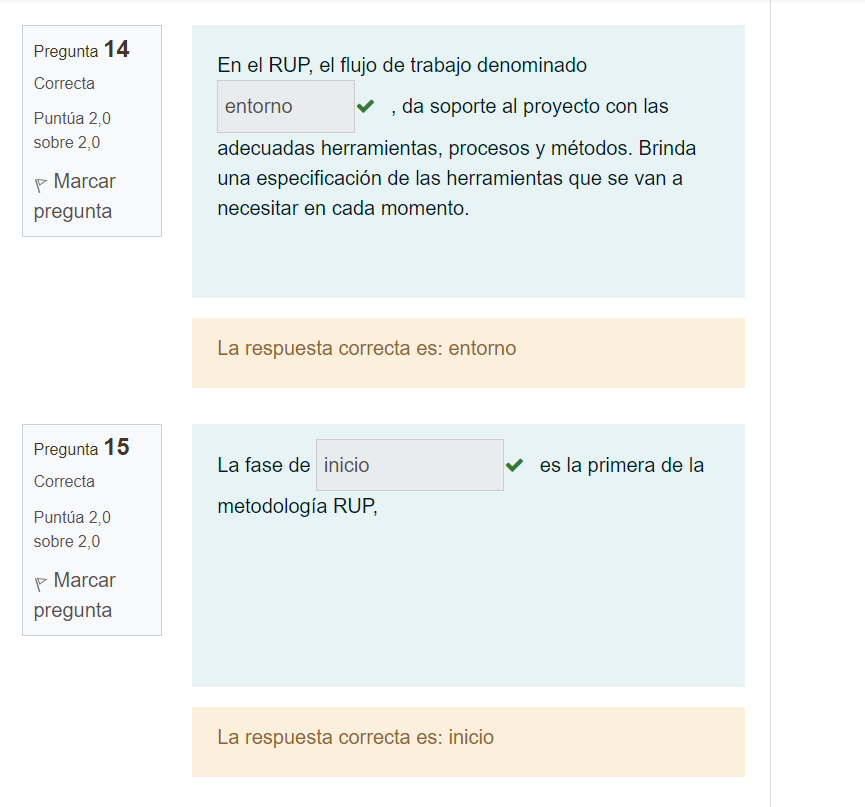 Pregunta 14
Correcta
Puntúa 2,0
sobre 2,0
Marcar
pregunta
En el RUP, el flujo de trabajo denominado
entorno , da soporte al proyecto con las
adecuadas herramientas, procesos y métodos. Brinda
una especificación de las herramientas que se van a
necesitar en cada momento.
La respuesta correcta es: entorno
Pregunta 15
Correcta
Puntúa 2,0
sobre 2,0
Marcar
pregunta
La fase de inicio es la primera de la
metodología RUP,
La respuesta correcta es: inicio